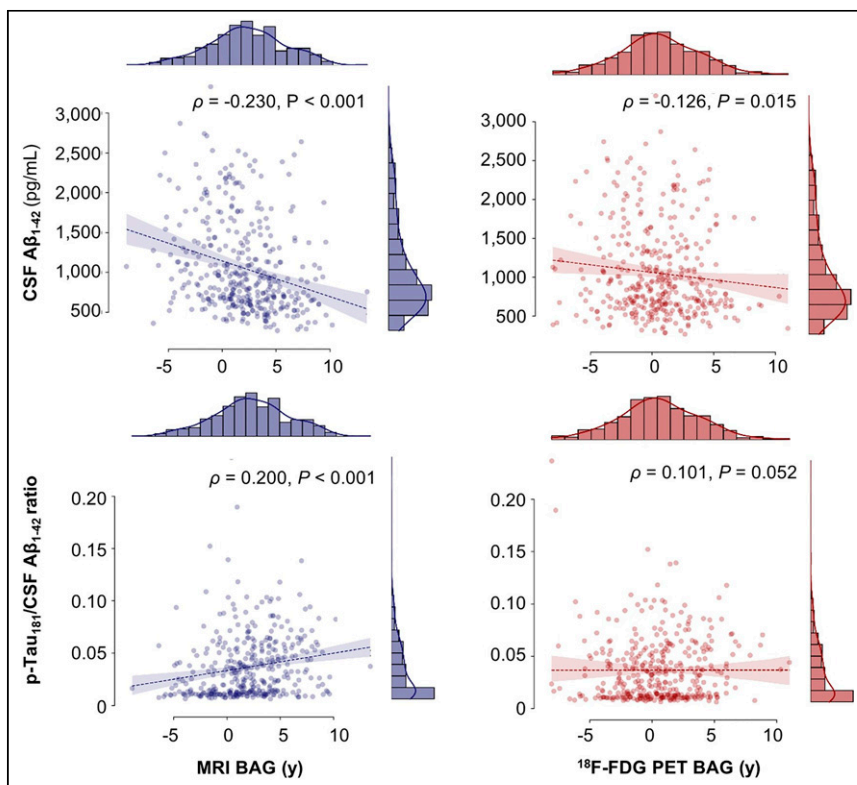 ρ = -0.230, P < 0.001
CSF Aβ1-42 (pg/mL)
3,000
2,500
2,000
1,500
1,000
500
-5 0 5 10
ρ = -0.126, P = 0.015
3,000
2,500
2,000
1,500
1,000
500
-5 0 5 10
ρ = 0.200, P < 0.001
p-Tau181/CSF Aβ1-42 ratio
0.20
0.15
0.10
0.05
0
-5 0 5 10
MRI BAG (y)
ρ = 0.101, P = 0.052
0.20
0.15
0.10
0.05
0
-5 0 5 10
¹⁸F-FDG PET BAG (y)